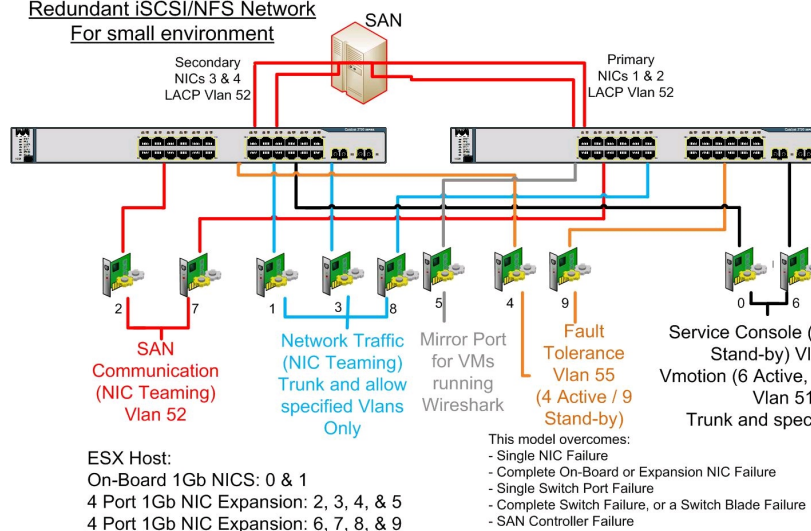 Redundant iSCSI/NFS Network
For small environment
SAN
Secondary
NICs 3 & 4
LACP Vlan 52
Primary
NICs 1 & 2
LACP Vlan 52
2
7
1
3
8
5
4
9
0
6
SAN
Communication
(NIC Teaming)
Vlan 52
Network Traffic
(NIC Teaming)
Trunk and allow
specified Vlans
Only
Mirror Port
for VMs
running
Wireshark
Fault
Tolerance
Vlan 55
(4 Active / 9
Stand-by)
Service Console (
Stand-by) Vl
Vmotion (6 Active,
Vlan 51
Trunk and spec
This model overcomes:
- Single NIC Failure
- Complete On-Board or Expansion NIC Failure
- Single Switch Port Failure
- Complete Switch Failure, or a Switch Blade Failure
- SAN Controller Failure
ESX Host:
On-Board 1Gb NICS: 0 & 1
4 Port 1Gb NIC Expansion: 2, 3, 4, & 5
4 Port 1Gb NIC Expansion: 6, 7, 8, & 9